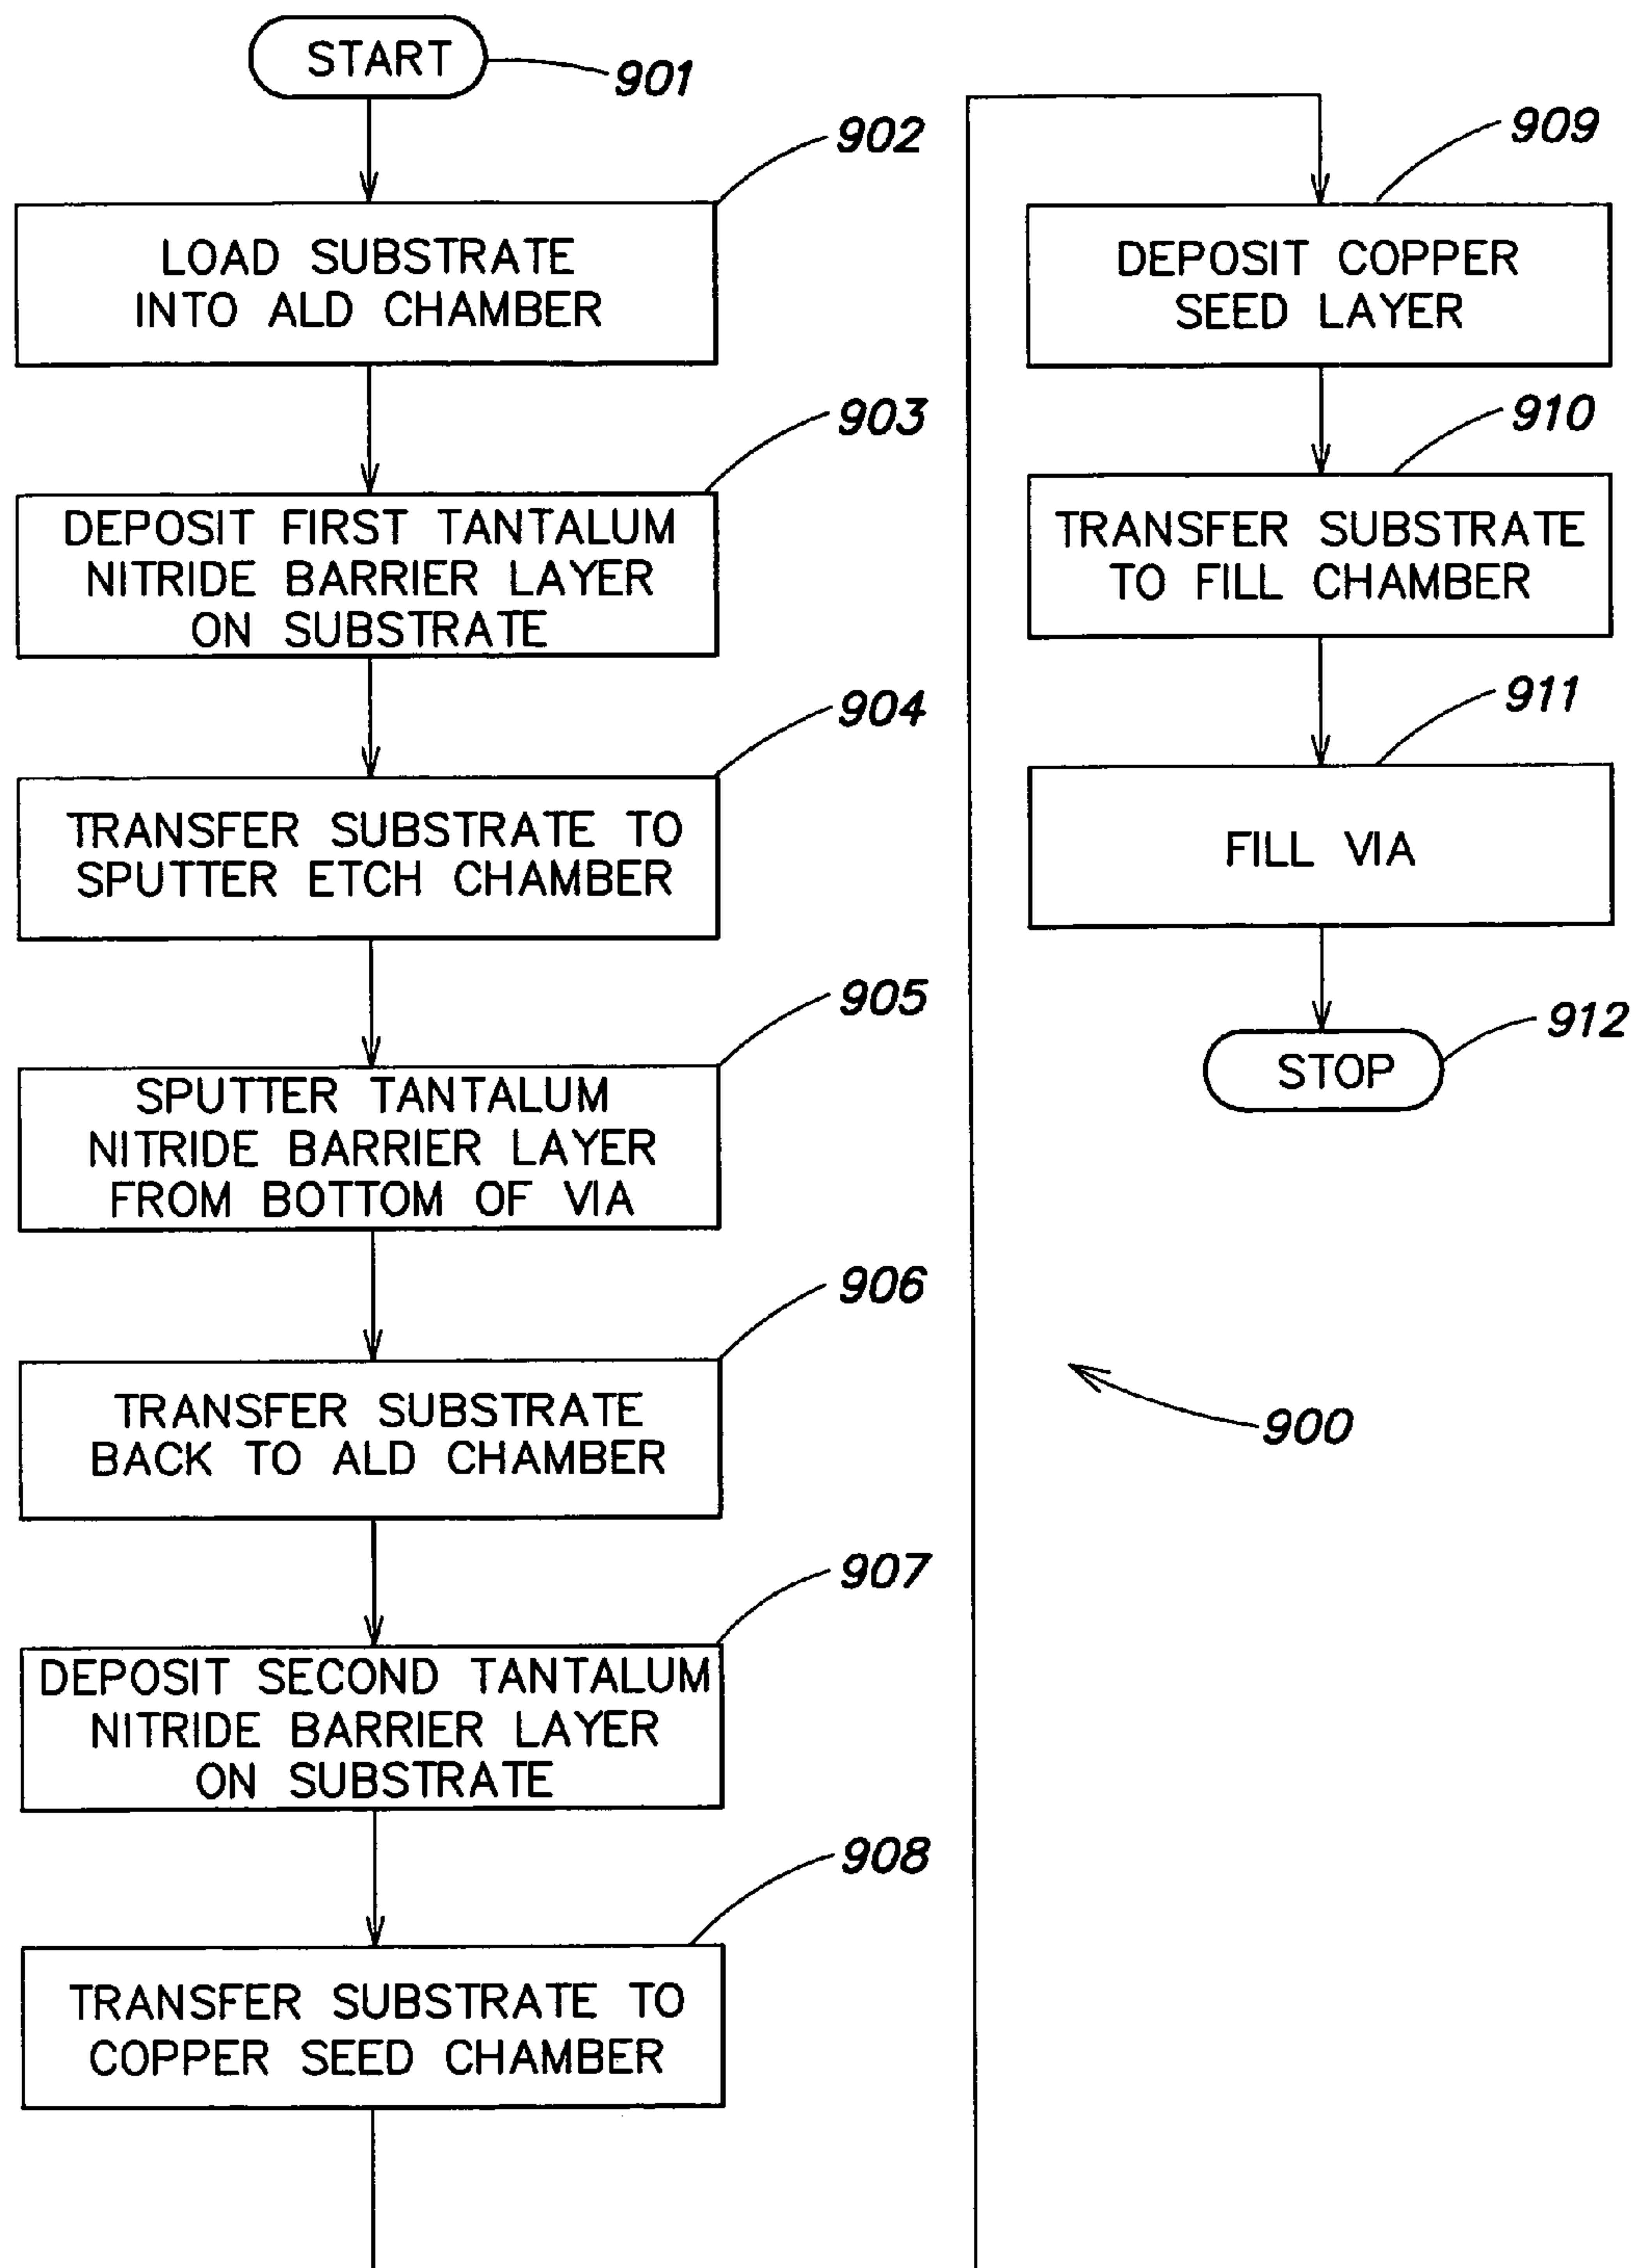 START
901
902
LOAD SUBSTRATE
INTO ALD CHAMBER
903
DEPOSIT FIRST TANTALUM
NITRIDE BARRIER LAYER
ON SUBSTRATE
904
TRANSFER SUBSTRATE TO
SPUTTER ETCH CHAMBER
905
SPUTTER TANTALUM
NITRIDE BARRIER LAYER
FROM BOTTOM OF VIA
906
TRANSFER SUBSTRATE
BACK TO ALD CHAMBER
907
DEPOSIT SECOND TANTALUM
NITRIDE BARRIER LAYER
ON SUBSTRATE
908
TRANSFER SUBSTRATE TO
COPPER SEED CHAMBER
909
DEPOSIT COPPER
SEED LAYER
910
TRANSFER SUBSTRATE
TO FILL CHAMBER
911
FILL VIA
912
STOP
900